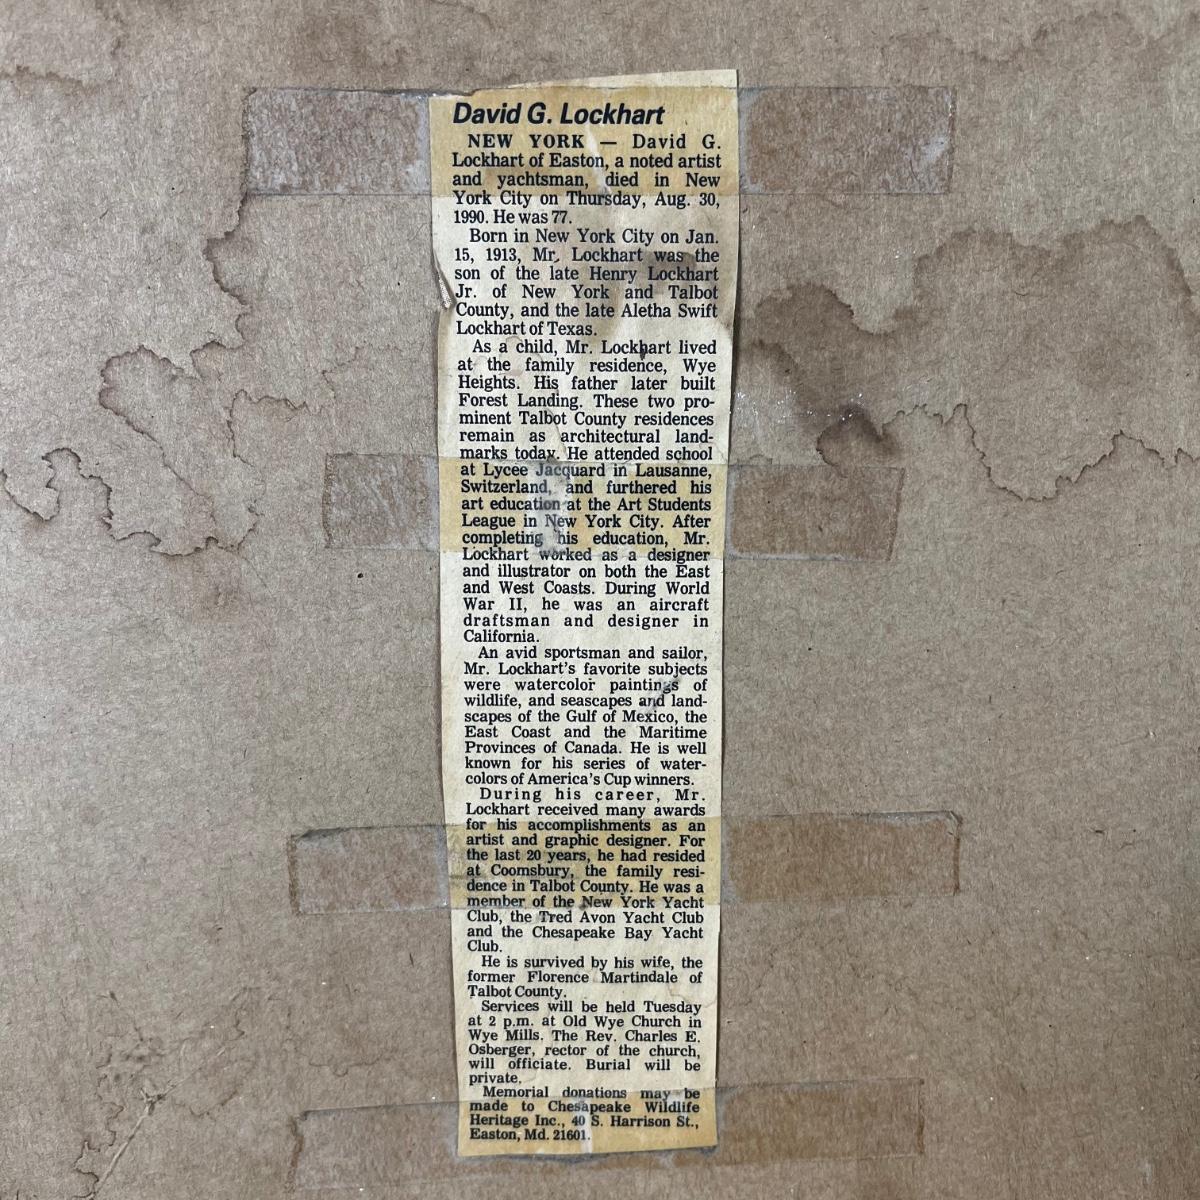 David G. Lockhart
NEW YORK — David G.
Lockhart of Easton, a noted artist
and yachtsman, died in New
York City on Thursday, Aug. 30,
1990. He was 77.
Born in New York City on Jan.
15, 1913, Mr. Lockhart was the
son of the late Henry Lockhart
Jr. of New York and Talbot
County, and the late Aletha Swift
Lockhart of Texas.
As a child, Mr. Lockhart lived
at the family residence, Wye
Heights. His father later built
Forest Landing. These two pro-
minent Talbot County residences
remain as architectural land-
marks today. He attended school
at Lycee Jacquard in Lausanne,
Switzerland, and furthered his
art education at the Art Students
League in New York City. After
completing his education, Mr.
Lockhart worked as a designer
and illustrator on both the East
and West Coasts. During World
War II, he was an aircraft
draftsman and designer in
California.
An avid sportsman and sailor,
Mr. Lockhart's favorite subjects
were watercolor paintings of
wildlife, and seascapes and land-
scapes of the Gulf of Mexico, the
East Coast and the Maritime
Provinces of Canada. He is well
known for his series of water-
colors of America's Cup winners.
During his career, Mr.
Lockhart received many awards
for his accomplishments as an
artist and graphic designer. For
the last 20 years, he had resided
at Coomsbury, the family resi-
dence in Talbot County. He was a
member of the New York Yacht
Club, the Tred Avon Yacht Club
and the Chesapeake Bay Yacht
Club.
He is survived by his wife, the
former Florence Martindale of
Talbot County.
Services will be held Tuesday
at 2 p.m. at Old Wye Church in
Wye Mills. The Rev. Charles E.
Osberger, rector of the church,
will officiate. Burial will be
private.
Memorial donations may be
made to Chesapeake Wildlife
Heritage Inc., 40 S. Harrison St.,
Easton, Md. 21601.